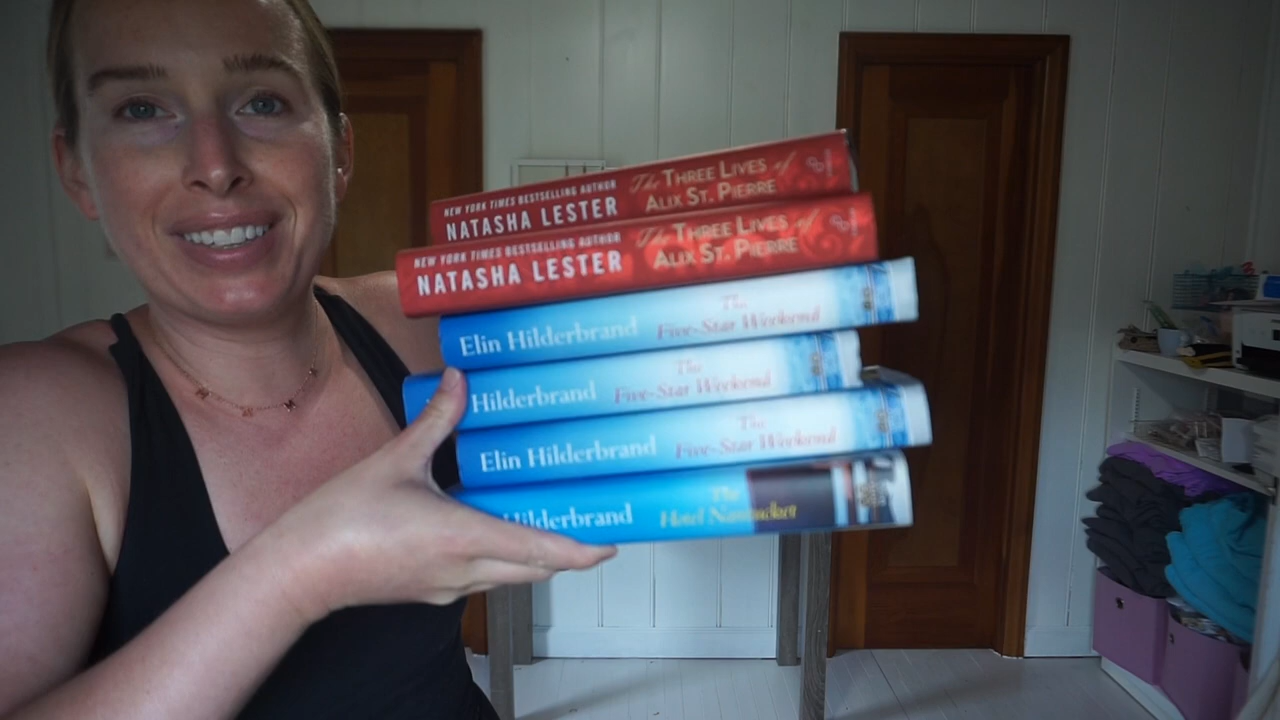 NEW YORK TIMES BESTSELLING AUTHOR
NATASHA LESTER
The THREE LIVES of
ALIX ST. PIERRE
NEW YORK TIMES BESTSELLING AUTHOR
NATASHA LESTER
The THREE LIVES of
ALIX ST. PIERRE
Elin Hilderbrand
The
Five-Star Weekend
Hilderbrand
The
Five-Star Weekend
Elin Hilderbrand
The
Five-Star Weekend
Hilderbrand
The
Hotel Nantucket